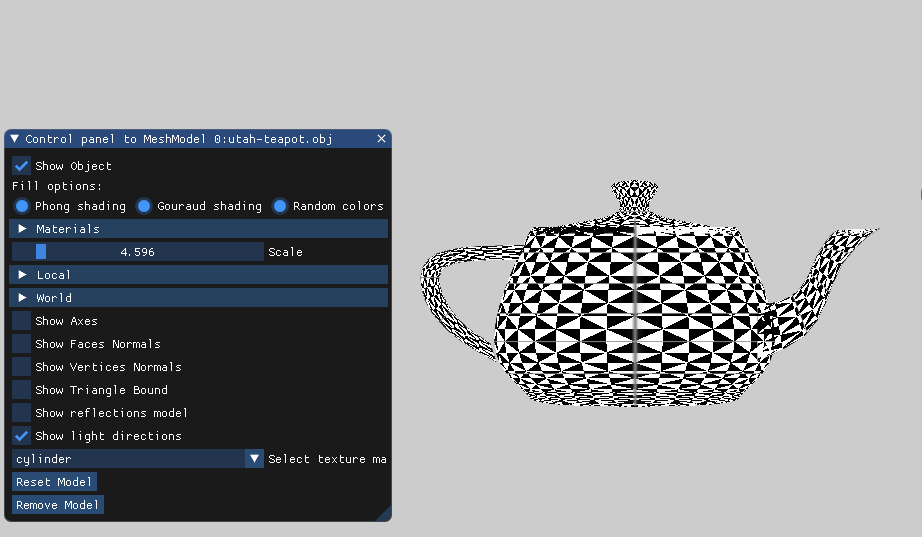 Control panel to MeshModel 0:utah-teapot.obj
Show Object
Fill options:
Phong shading Gouraud shading Random colors
Materials
4.596 Scale
Local
World
Show Axes
Show Faces Normals
Show Vertices Normals
Show Triangle Bound
Show reflections model
Show light directions
cylinder Select texture ma
Reset Model
Remove Model